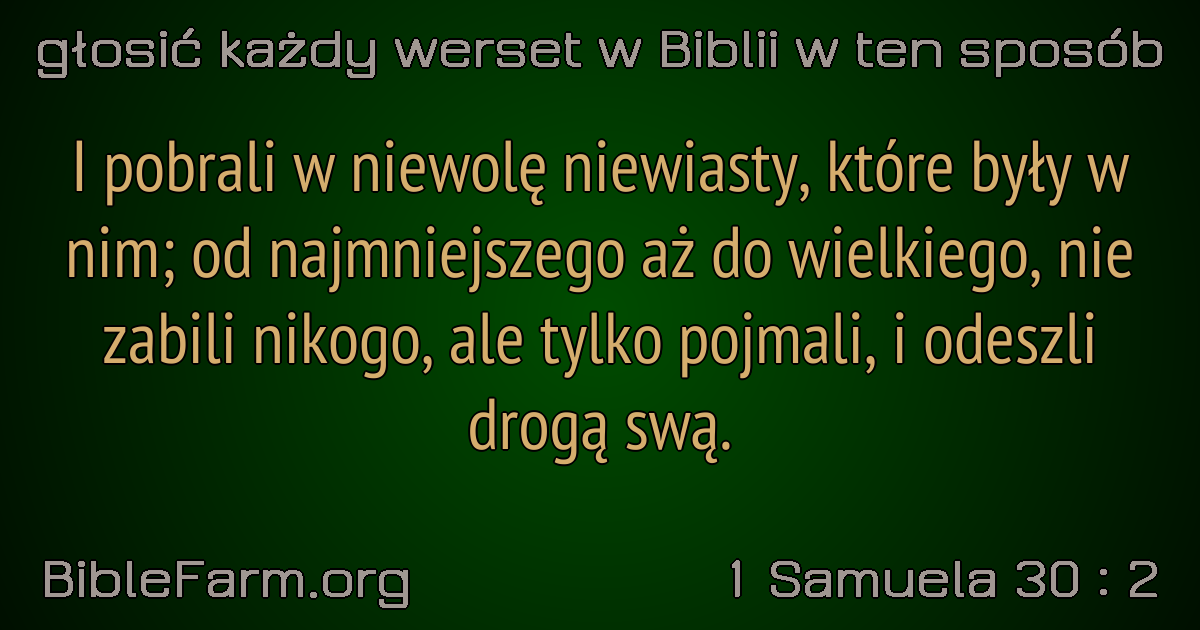 głosić każdy werset w Biblii w ten sposób
I pobrali w niewolę niewiasty, które były w
nim; od najmniejszego aż do wielkiego, nie
zabili nikogo, ale tylko pojmali, i odeszli
drogą swą.
BibleFarm.org
1 Samuela 30 : 2